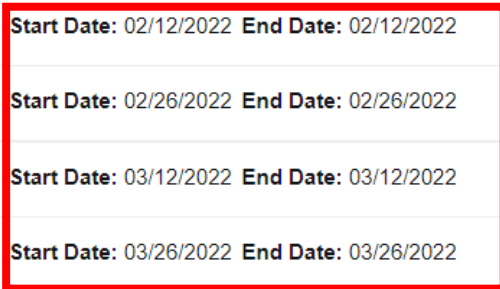 Start Date: 02/12/2022 End Date: 02/12/2022
Start Date: 02/26/2022 End Date: 02/26/2022
Start Date: 03/12/2022 End Date: 03/12/2022
Start Date: 03/26/2022 End Date: 03/26/2022